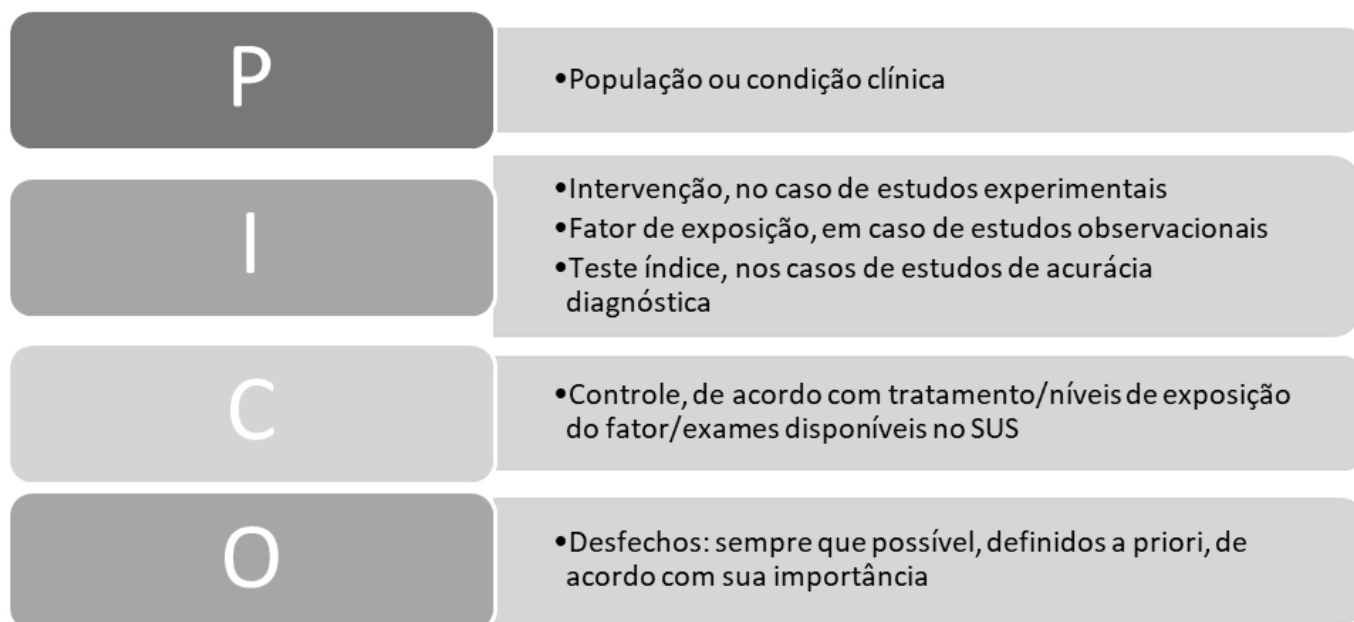 P
•População ou condição clínica
I
•Intervenção, no caso de estudos experimentais
•Fator de exposição, em caso de estudos observacionais
•Teste índice, nos casos de estudos de acurácia
diagnóstica
C
•Controle, de acordo com tratamento/níveis de exposição
do fator/exames disponíveis no SUS
O
•Desfechos: sempre que possível, definidos a priori, de
acordo com sua importância